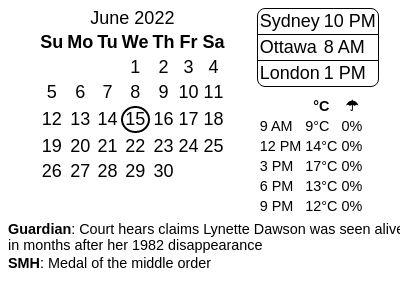 June 2022
Su Mo Tu We Th Fr Sa
1 2 3 4
5 6 7 8 9 10 11
12 13 14 15 16 17 18
19 20 21 22 23 24 25
26 27 28 29 30
Sydney 10 PM
Ottawa 8 AM
London 1 PM
°C ☂
9 AM 9°C 0%
12 PM 14°C 0%
3 PM 17°C 0%
6 PM 13°C 0%
9 PM 12°C 0%
Guardian: Court hears claims Lynette Dawson was seen alive
in months after her 1982 disappearance
SMH: Medal of the middle order